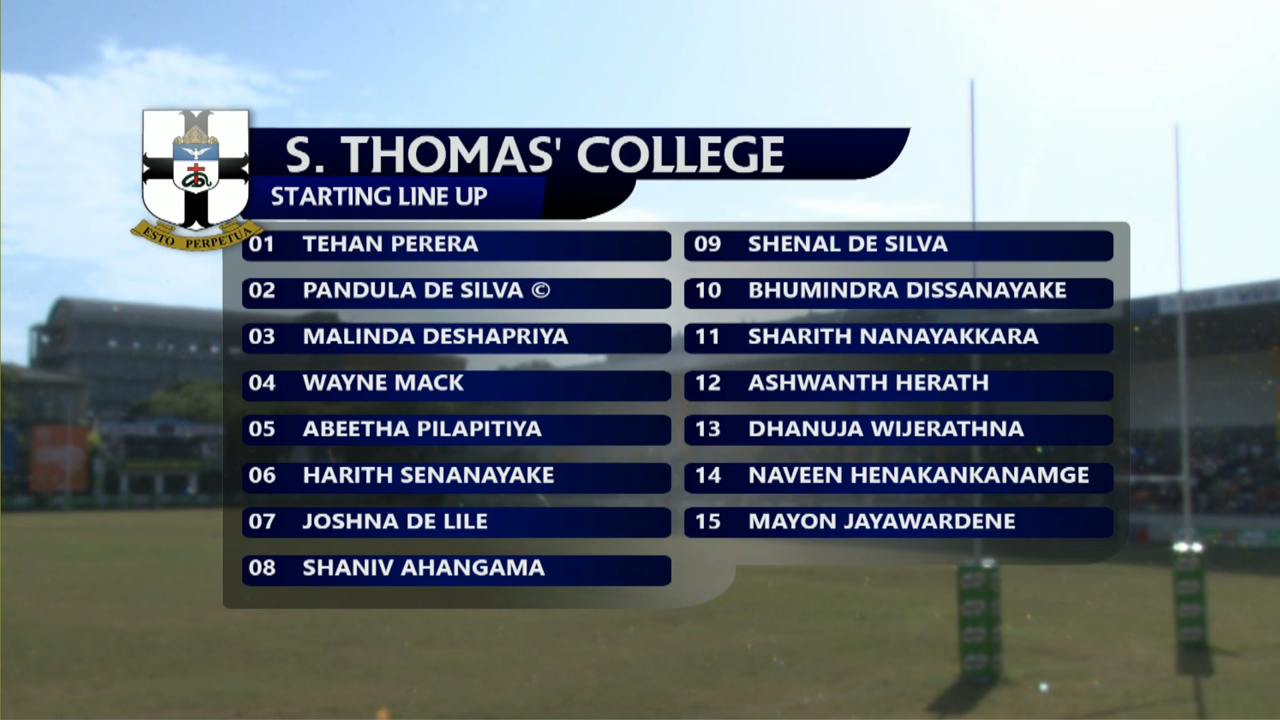 S. THOMAS' COLLEGE
STARTING LINE UP
ESTO PERPETUA
01 TEHAN PERERA
02 PANDULA DE SILVA ©
03 MALINDA DESHAPRIYA
04 WAYNE MACK
05 ABEETHA PILAPITIYA
06 HARITH SENANAYAKE
07 JOSHNA DE LILE
08 SHANIV AHANGAMA
09 SHENAL DE SILVA
10 BHUMINDRA DISSANAYAKE
11 SHARITH NANAYAKKARA
12 ASHWANTH HERATH
13 DHANUJA WIJERATHNA
14 NAVEEN HENAKANKANAMGE
15 MAYON JAYAWARDENE